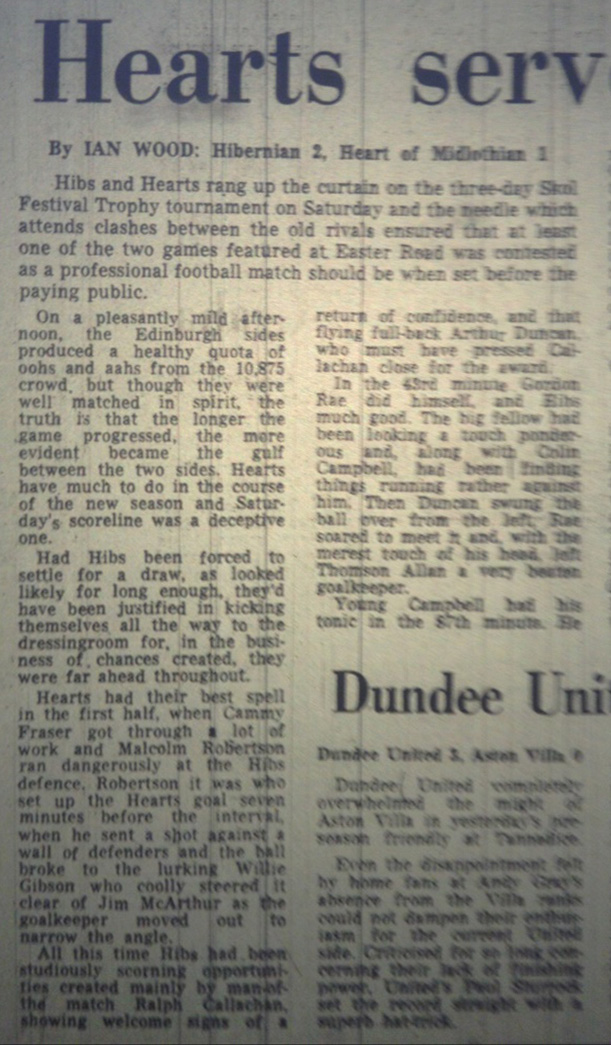 Hearts serv
By IAN WOOD: Hibernian 2, Heart of Midlothian 1
Hibs and Hearts rang up the curtain on the three-day Skol
Festival Trophy tournament on Saturday and the needle which
attends clashes between the old rivals ensured that at least
one of the two games featured at Easter Road was contested
as a professional football match should be when set before the
paying public.
On a pleasantly mild after-
noon, the Edinburgh sides
produced a healthy quota of
oohs and aahs from the 10,875
crowd, but though they were
well matched in spirit, the
truth is that the longer the
game progressed, the more
evident became the gulf
between the two sides. Hearts
have much to do in the course
of the new season and Satur-
day's scoreline was a deceptive
one.
Had Hibs been forced to
settle for a draw, as looked
likely for long enough, they'd
have been justified in kicking
themselves all the way to the
dressingroom for, in the busi-
ness of chances created, they
were far ahead throughout.
Hearts had their best spell
in the first half, when Cammy
Fraser got through a lot of
work and Malcolm Robertson
ran dangerously at the Hibs
defence, Robertson it was who
set up the Hearts goal seven
minutes before the interval,
when he sent a shot against a
wall of defenders and the ball
broke to the lurking Willie
Gibson who coolly steered it
clear of Jim McArthur as the
goalkeeper moved out to
narrow the angle.
All this time Hibs had been
studiously scorning opportuni-
ties created mainly by man-of-
the match Ralph Callachan,
showing welcome signs of a
return of confidence, and that
flying full-back Arthur Duncan,
who must have pressed Cal-
lachan close for the award.
In the 43rd minute Gordon
Rae did himself, and Hibs
much good. The big fellow had
been looking a touch ponder-
ous and, along with Colin
Campbell, had been finding
things running rather against
him. Then Duncan swung the
ball over from the left, Rae
soared to meet it and, with the
merest touch of his head, left
Thomson Allan a very beaten
goalkeeper.
Young Campbell had his
tonic in the 87th minute. He
Dundee Unit
Dundee United 3, Aston Villa 0
Dundee United completely
overwhelmed the might of
Aston Villa in yesterday's pre-
season friendly at Tannadice.
Even the disappointment felt
by home fans at Andy Gray's
absence from the Villa ranks
could not dampen their enthus-
iasm for the current United
side. Criticised for so long con-
cerning their lack of finishing
power, United's Paul Sturrock
set the record straight with a
superb hat-trick.